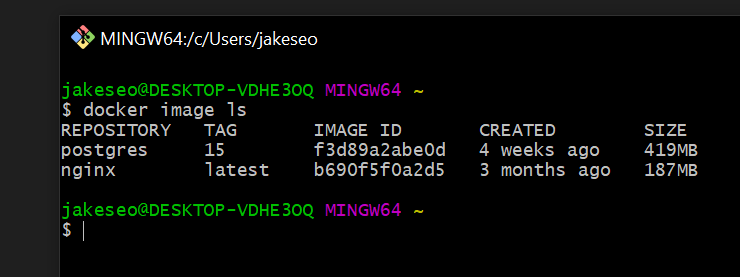 MINGW64:/c/Users/jakeseo
jakeseo@DESKTOP-VDHE3OQ MINGW64 ~
$ docker image ls
REPOSITORY TAG IMAGE ID CREATED SIZE
postgres 15 f3d89a2abe0d 4 weeks ago 419MB
nginx latest b690f5f0a2d5 3 months ago 187MB
jakeseo@DESKTOP-VDHE3OQ MINGW64 ~
$